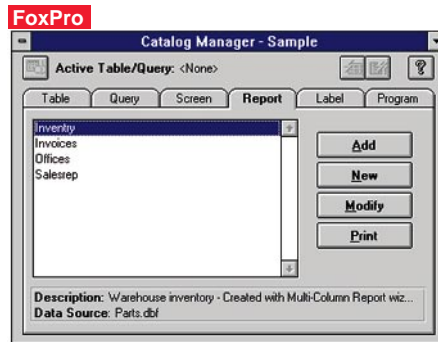 FoxPro
Catalog Manager - Sample
Active Table/Query: <None>
Table Query Screen Report Label Program
Inventry
Invoices
Offices
Salesrep
Add
New
Modify
Print
Description: Warehouse inventory - Created with Multi-Column Report wiz...
Data Source: Parts.dbf